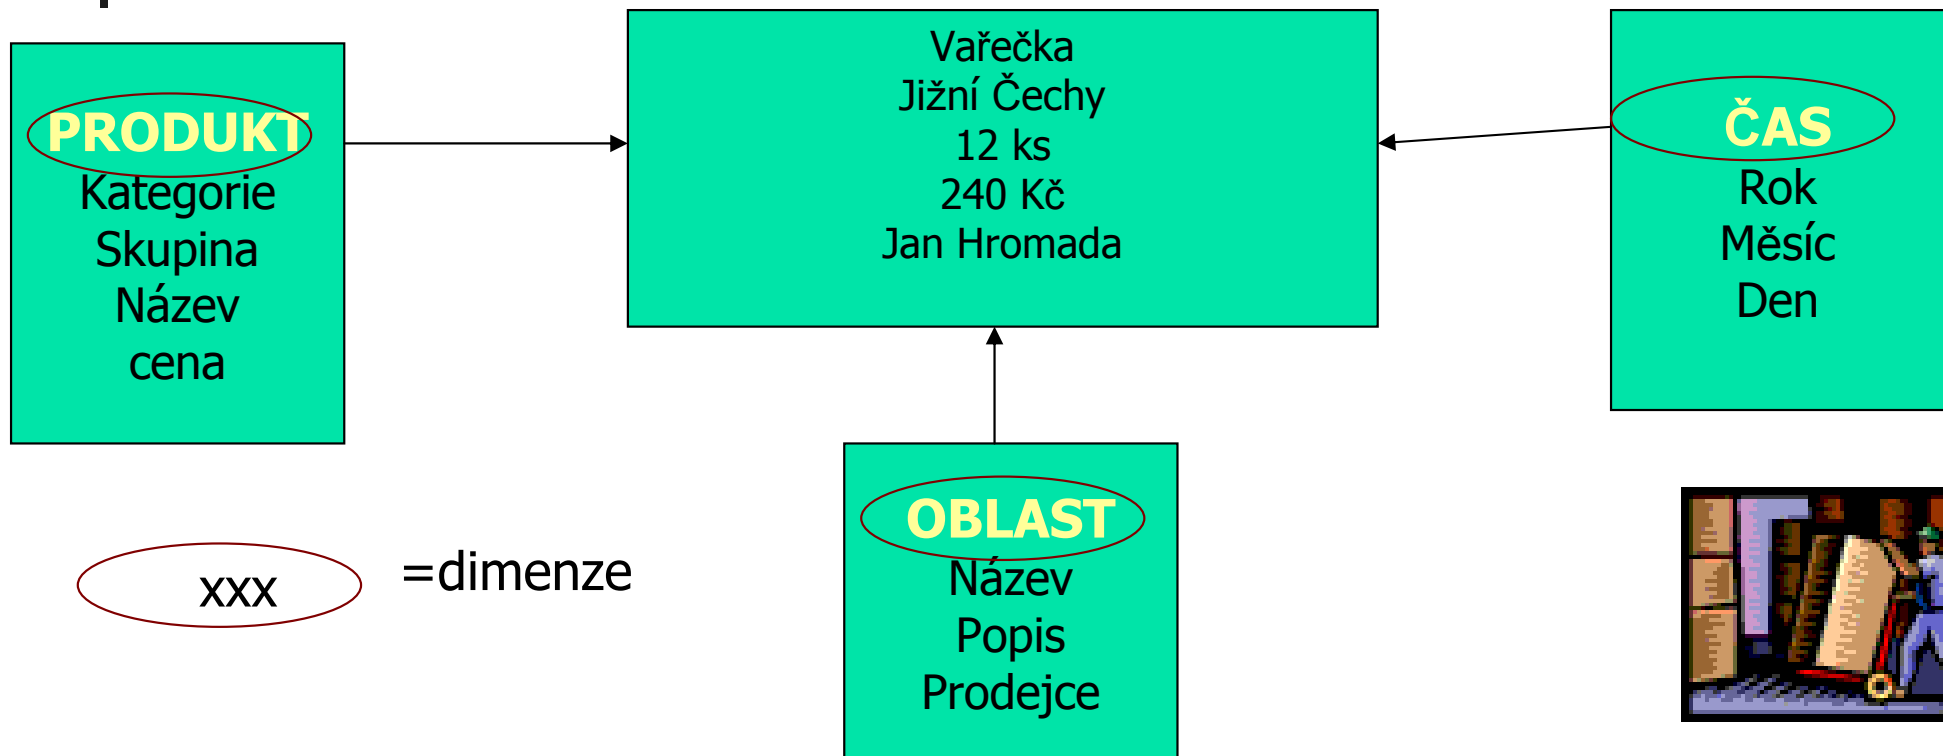 PRODUKT
Kategorie
Skupina
Název
cena
Vařečka
Jižní Čechy
12 ks
240 Kč
Jan Hromada
ČAS
Rok
Měsíc
Den
OBLAST
Název
Popis
Prodejce
xxx =dimenze